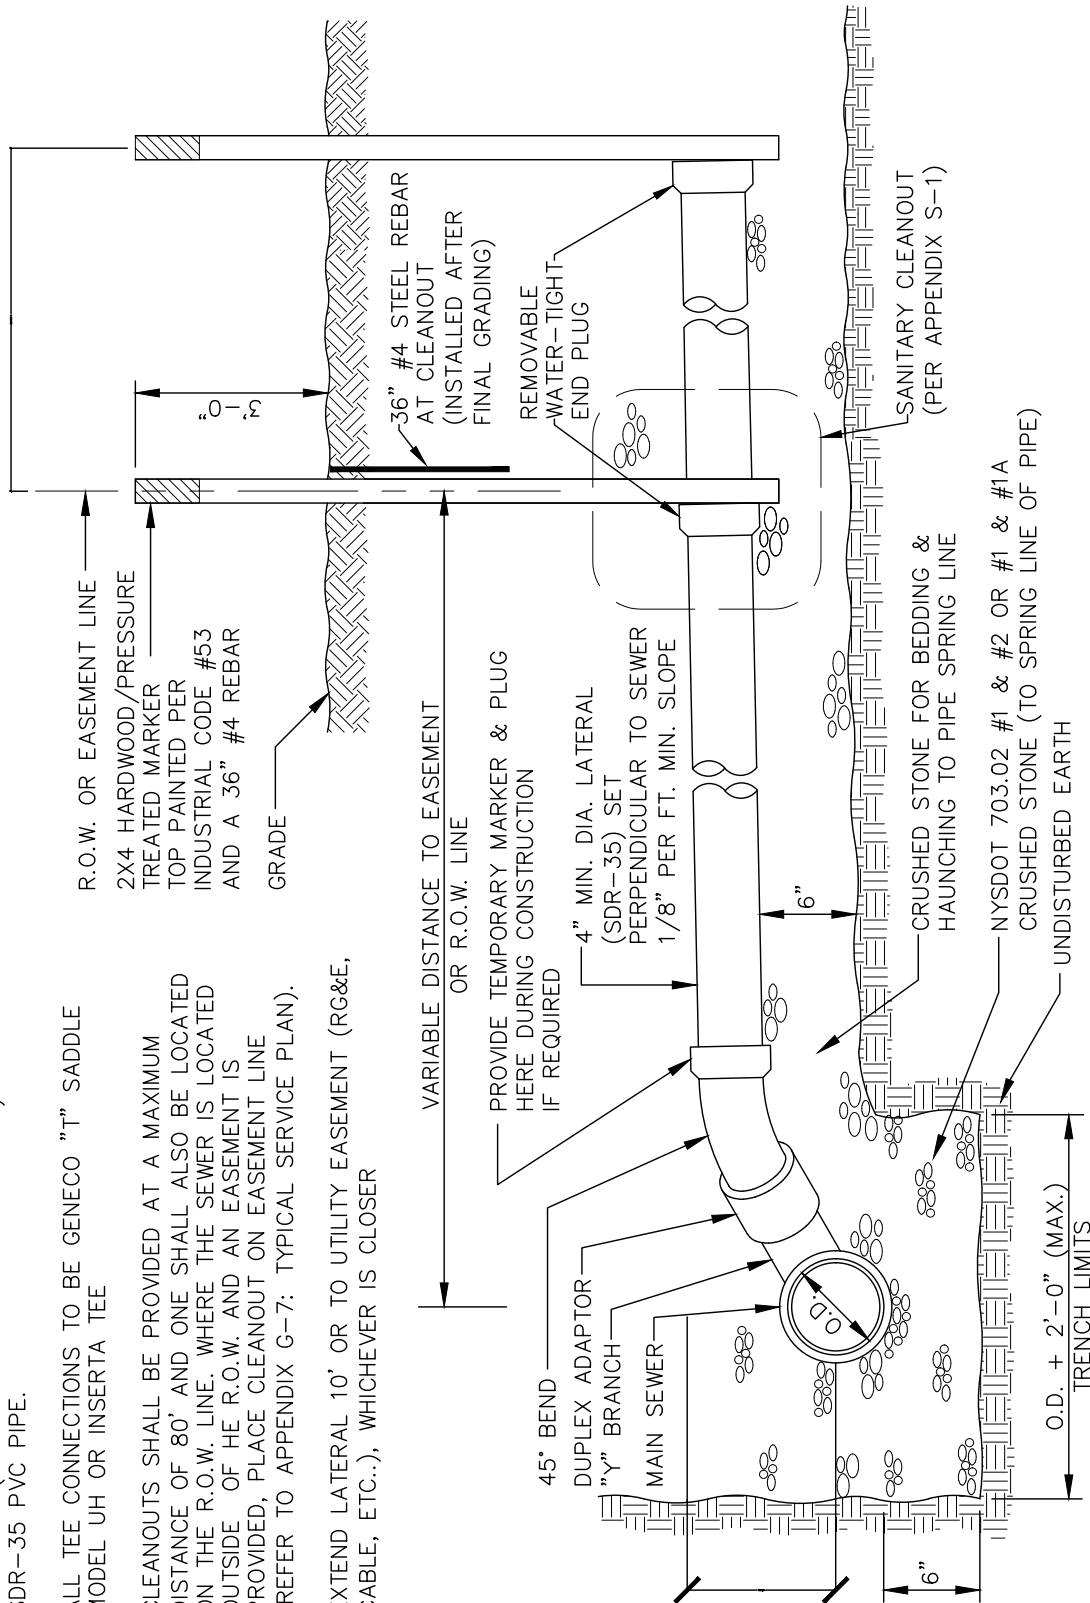 SDR-35 PVC PIPE.
ALL TEE CONNECTIONS TO BE GENECO "T" SADDLE
MODEL UH OR INSERTA TEE
CLEANOUTS SHALL BE PROVIDED AT A MAXIMUM
DISTANCE OF 80' AND ONE SHALL ALSO BE LOCATED
ON THE R.O.W. LINE. WHERE THE SEWER IS LOCATED
OUTSIDE OF HE R.O.W. AND AN EASEMENT IS
PROVIDED, PLACE CLEANOUT ON EASEMENT LINE
(REFER TO APPENDIX G-7: TYPICAL SERVICE PLAN).
EXTEND LATERAL 10' OR TO UTILITY EASEMENT (RG&E,
CABLE, ETC..), WHICHEVER IS CLOSER
R.O.W. OR EASEMENT LINE
2X4 HARDWOOD/PRESSURE
TREATED MARKER
TOP PAINTED PER
INDUSTRIAL CODE #53
AND A 36" #4 REBAR
GRADE
3'-0"
36" #4 STEEL REBAR
AT CLEANOUT
(INSTALLED AFTER
FINAL GRADING)
REMOVABLE
WATER-TIGHT
END PLUG
VARIABLE DISTANCE TO EASEMENT
OR R.O.W. LINE
PROVIDE TEMPORARY MARKER & PLUG
HERE DURING CONSTRUCTION
IF REQUIRED
4" MIN. DIA. LATERAL
(SDR-35) SET
PERPENDICULAR TO SEWER
1/8" PER FT. MIN. SLOPE
45° BEND
DUPLEX ADAPTOR
"Y" BRANCH
MAIN SEWER
O.D.
6"
SANITARY CLEANOUT
(PER APPENDIX S-1)
CRUSHED STONE FOR BEDDING &
HAUNCHING TO PIPE SPRING LINE
NYSDOT 703.02 #1 & #2 OR #1 & #1A
CRUSHED STONE (TO SPRING LINE OF PIPE)
UNDISTURBED EARTH
6"
O.D. + 2'-0" (MAX.)
TRENCH LIMITS